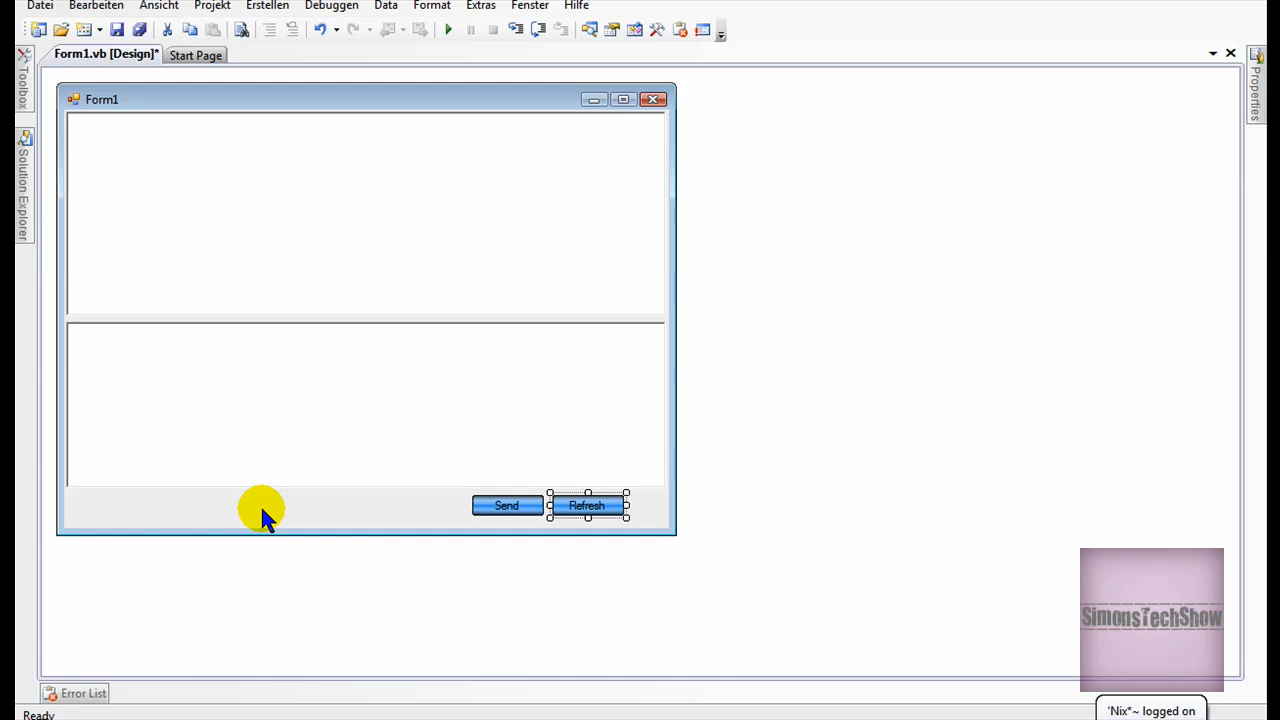 Datei Bearbeiten Ansicht Projekt Erstellen Debuggen Data Format Extras Fenster Hilfe
Form1.vb [Design]* Start Page
Toolbox
Solution Explorer
Properties
Form1
Send Refresh
SimonsTechShow
Error List
'Nix*~ logged on
Ready